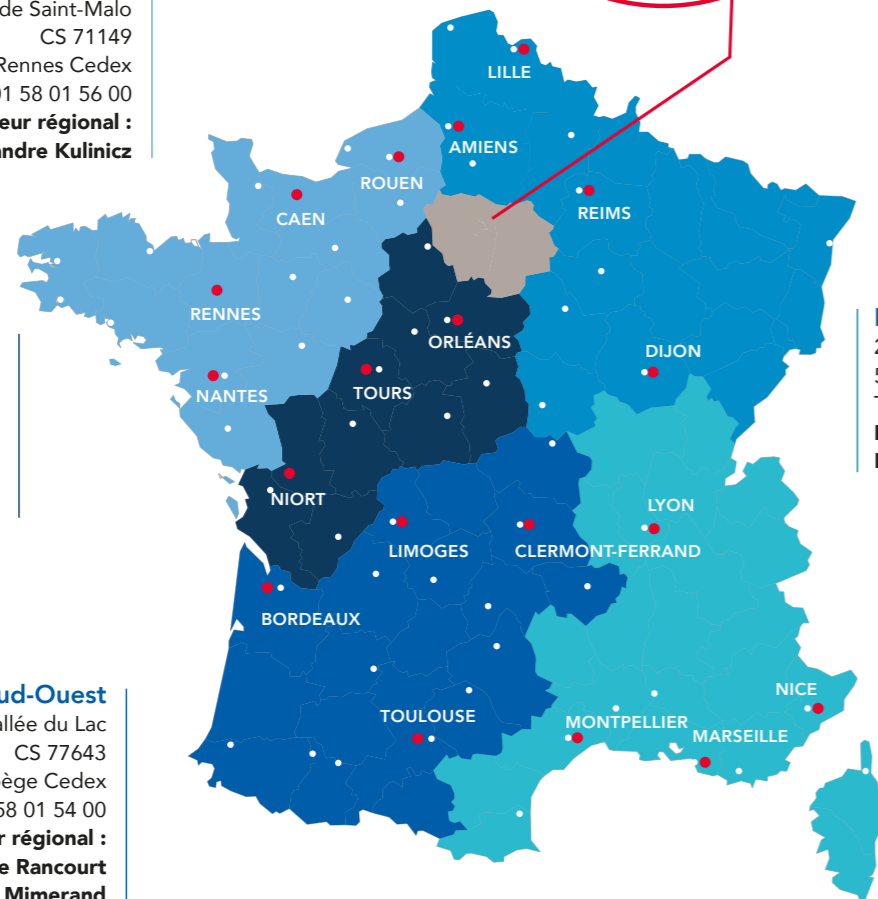 de Saint-Malo
CS 71149
Rennes Cedex
01 58 01 56 00
eur régional :
andre Kulinicz
LILLE
AMIENS
ROUEN
REIMS
CAEN
RENNES
ORLÉANS
DIJON
TOURS
NANTES
NIORT
LYON
LIMOGES
CLERMONT-FERRAND
BORDEAUX
Sud-Ouest
allée du Lac
CS 77643
ège Cedex
58 01 54 00
r régional :
e Rancourt
Mimerand
TOULOUSE
MONTPELLIER
NICE
MARSEILLE